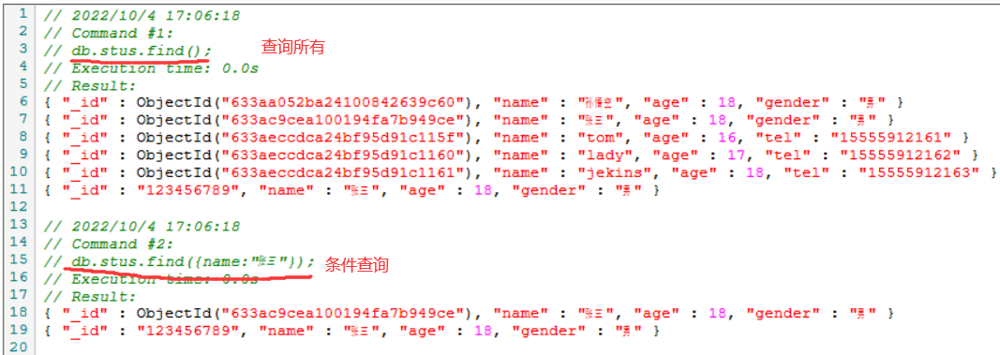 1 // 2022/10/4 17:06:18
2 // Command #1:
3 // db.stus.find(); 查询所有
4 // Execution time: 0.0s
5 // Result:
6 { "_id" : ObjectId("633aa052ba24100842639c60"), "name" : "孙悟空", "age" : 18, "gender" : "男" }
7 { "_id" : ObjectId("633ac9cea100194fa7b949ce"), "name" : "张三", "age" : 18, "gender" : "男" }
8 { "_id" : ObjectId("633aeccdca24bf95d91c115f"), "name" : "tom", "age" : 16, "tel" : "15555912161" }
9 { "_id" : ObjectId("633aeccdca24bf95d91c1160"), "name" : "lady", "age" : 17, "tel" : "15555912162" }
10 { "_id" : ObjectId("633aeccdca24bf95d91c1161"), "name" : "jekins", "age" : 18, "tel" : "15555912163" }
11 { "_id" : "123456789", "name" : "张三", "age" : 18, "gender" : "男" }
12
13 // 2022/10/4 17:06:18
14 // Command #2:
15 // db.stus.find({name:"张三"}); 条件查询
16 // Execution time: 0.0s
17 // Result:
18 { "_id" : ObjectId("633ac9cea100194fa7b949ce"), "name" : "张三", "age" : 18, "gender" : "男" }
19 { "_id" : "123456789", "name" : "张三", "age" : 18, "gender" : "男" }
20